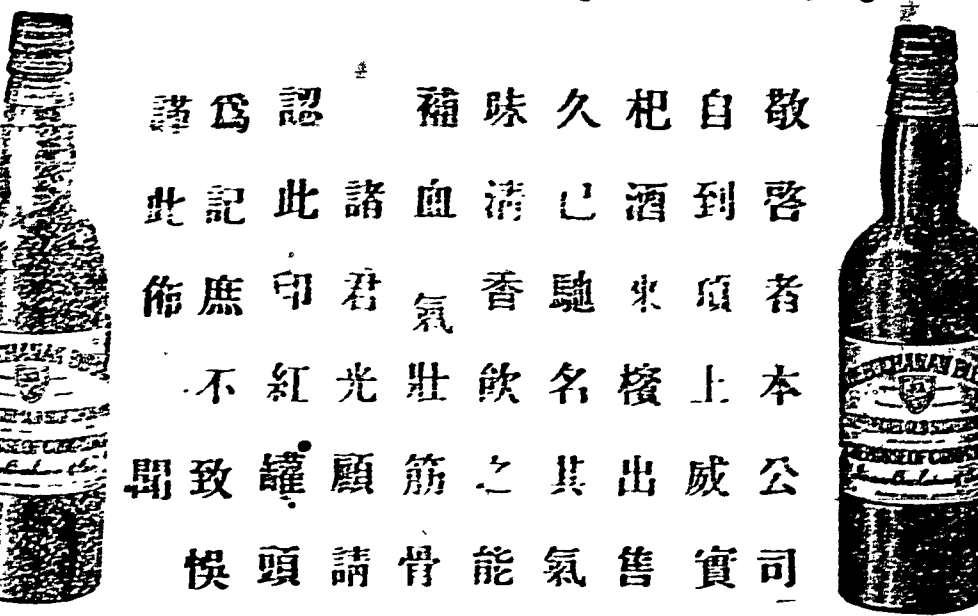 敬啓者本公司
自到頂上威實
杞酒來橃出售
久已馳名其氣
味清香飲之能
補血氣壯筋骨
諸君光顧請
認此印紅罐頭
爲記庶不致悞
謹此佈 聞